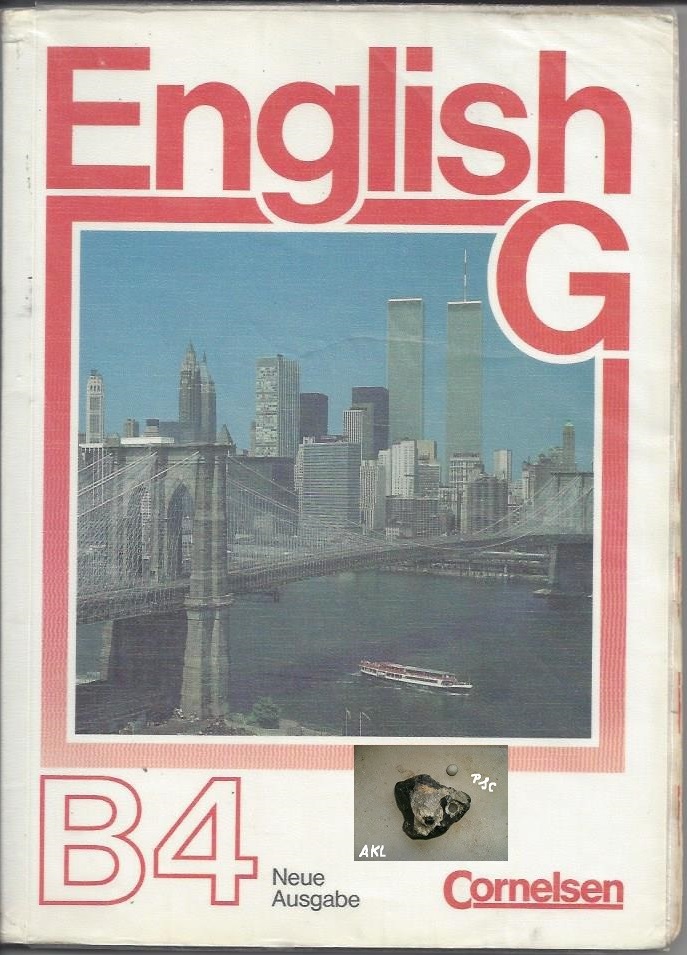 English
G
PSC
AKL
B4
Neue
Ausgabe
Cornelsen